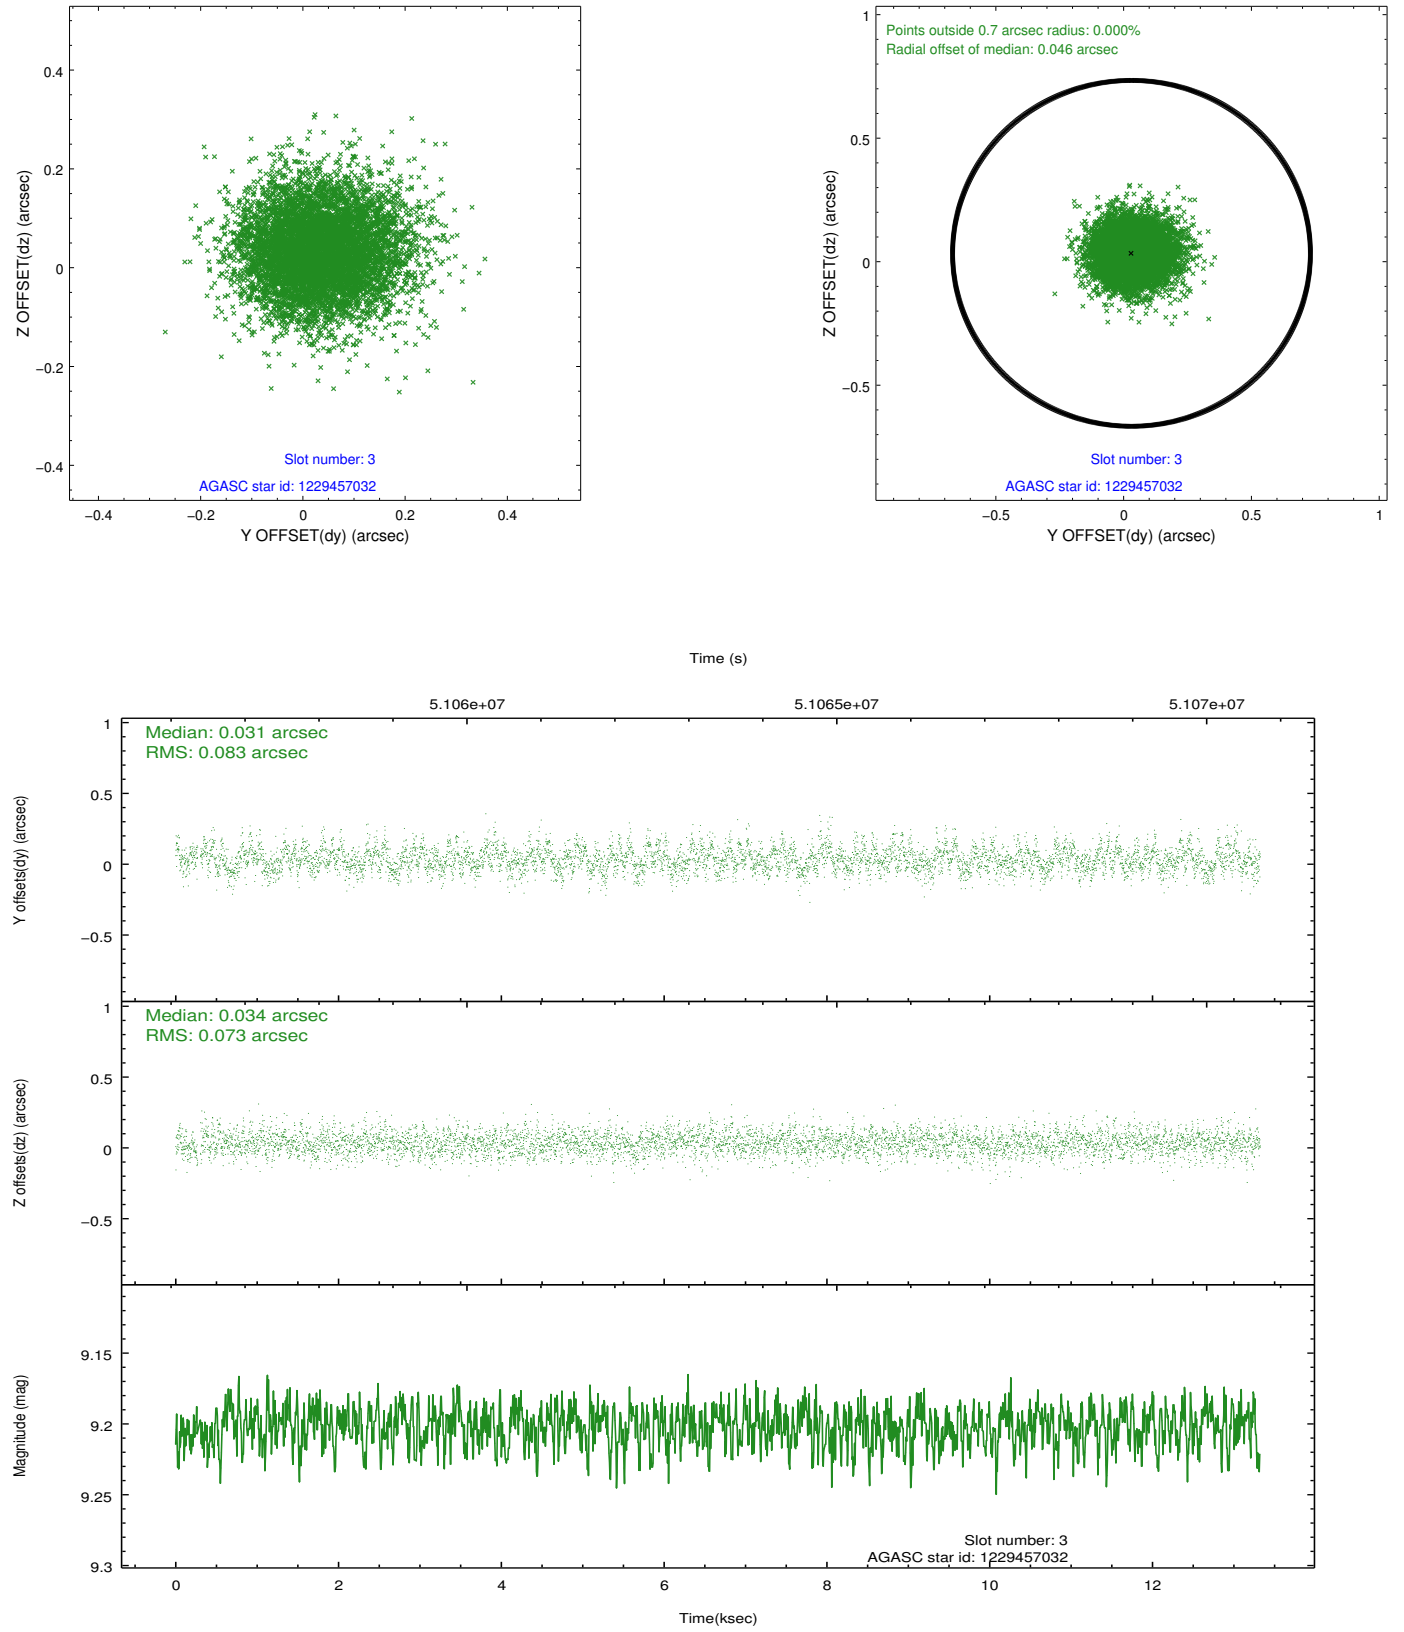 0.4
0.2
0
−0.2
−0.4
Z OFFSET(dz) (arcsec)
Slot number: 3
AGASC star id: 1229457032
−0.4
−0.2
0
0.2
0.4
Y OFFSET(dy) (arcsec)
Points outside 0.7 arcsec radius: 0.000%
Radial offset of median: 0.046 arcsec
1
0.5
0
−0.5
Z OFFSET(dz) (arcsec)
Slot number: 3
AGASC star id: 1229457032
−0.5
0
0.5
1
Y OFFSET(dy) (arcsec)
Time (s)
5.106e+07
5.1065e+07
5.107e+07
Median: 0.031 arcsec
RMS: 0.083 arcsec
1
0.5
0
−0.5
Y offsets(dy) (arcsec)
Median: 0.034 arcsec
RMS: 0.073 arcsec
1
0.5
0
−0.5
Z offsets(dz) (arcsec)
9.15
9.2
9.25
9.3
Magnitude (mag)
Slot number: 3
AGASC star id: 1229457032
0
2
4
6
8
10
12
Time(ksec)